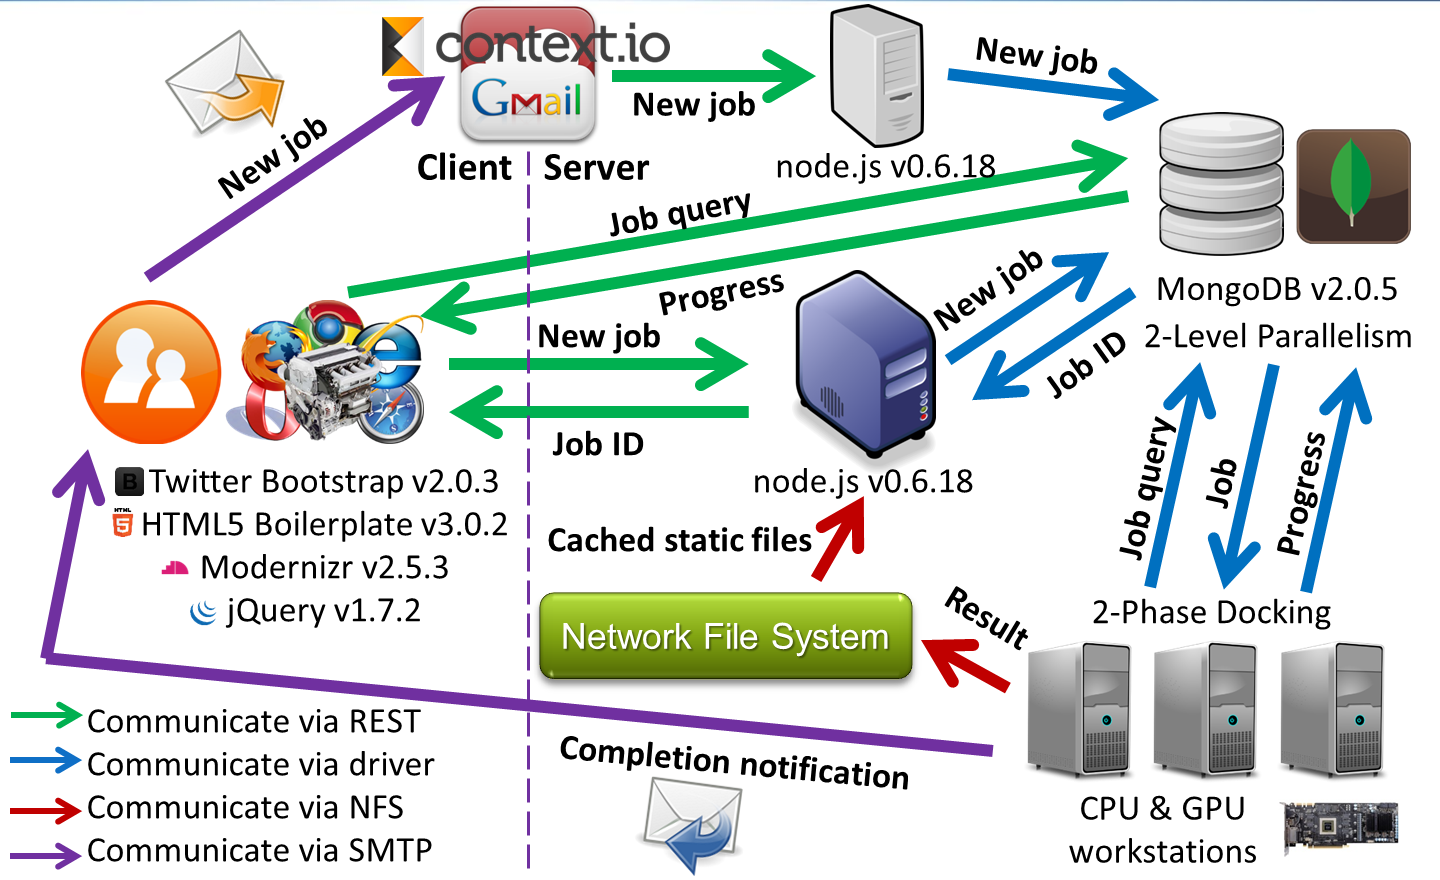 context.io
Gmail
New job
New job
New job
Client
Server
node.js v0.6.18
Job query
Progress
New job
Job ID
New job
Job ID
MongoDB v2.0.5
2-Level Parallelism
node.js v0.6.18
B Twitter Bootstrap v2.0.3
HTML 5 HTML5 Boilerplate v3.0.2
Modernizr v2.5.3
jQuery v1.7.2
Cached static files
Job query
Job
Progress
Network File System
Result
2-Phase Docking
Completion notification
CPU & GPU
workstations
Communicate via REST
Communicate via driver
Communicate via NFS
Communicate via SMTP